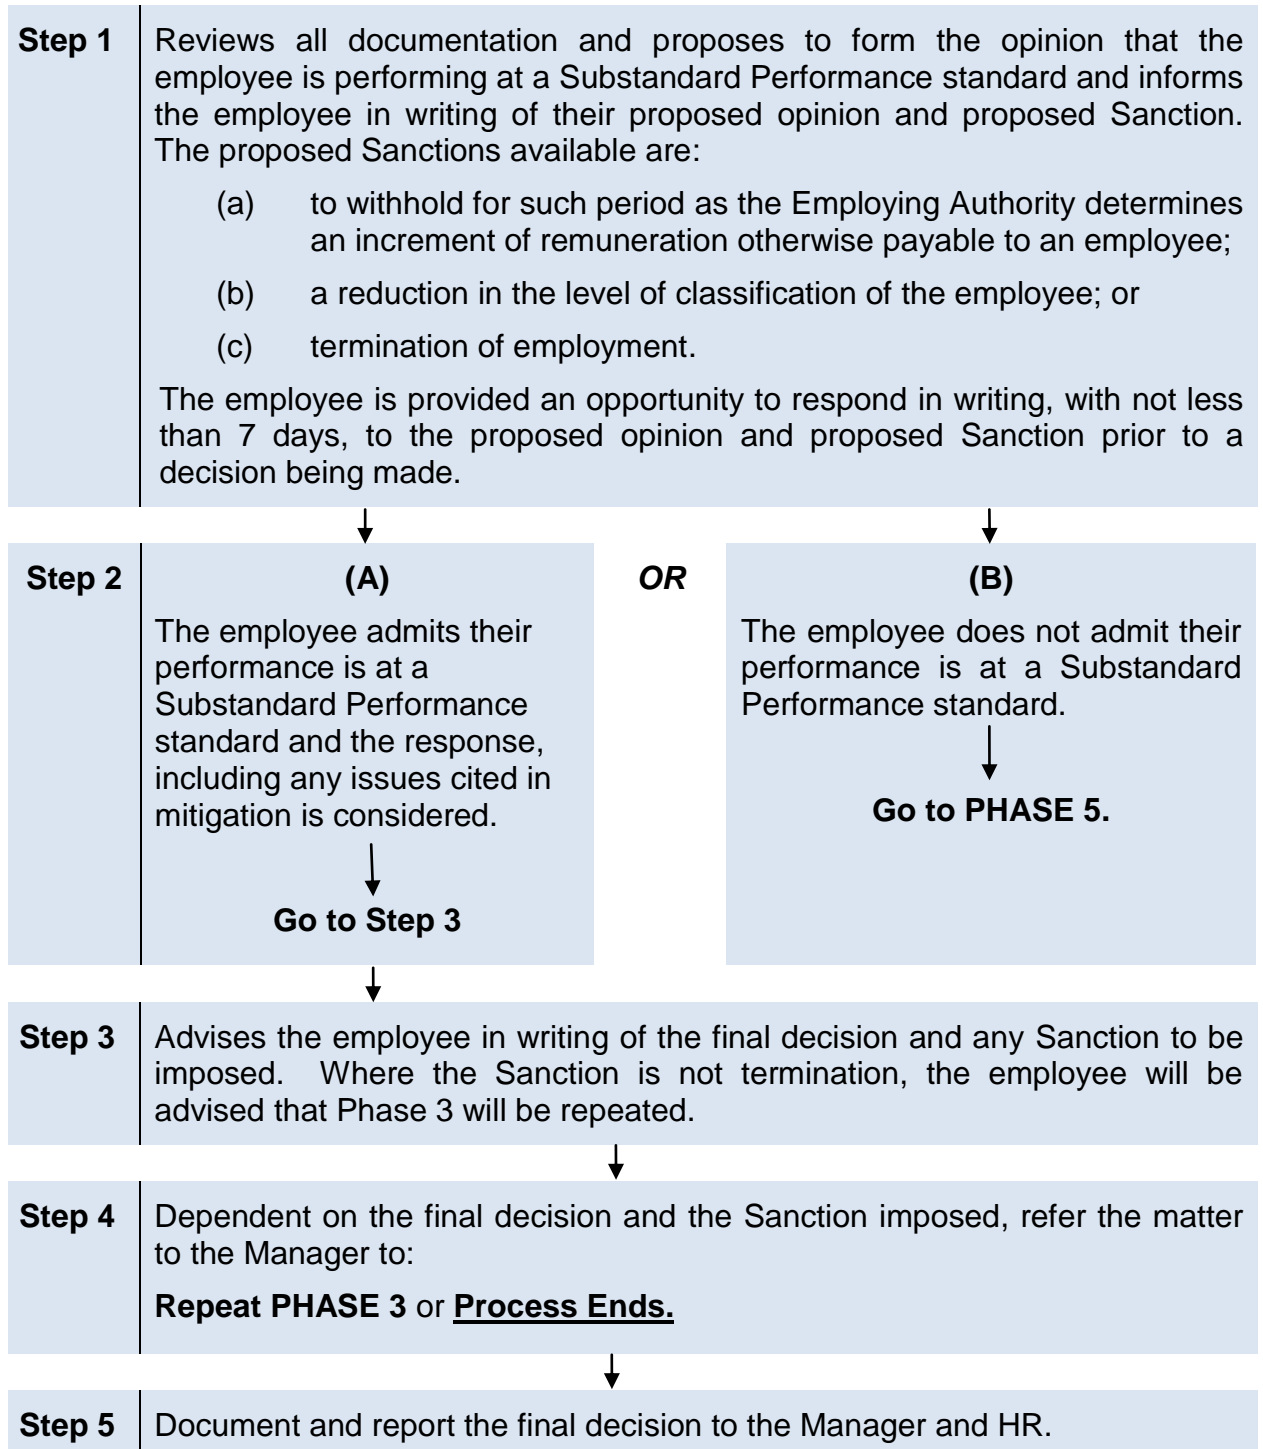 Step 1
Reviews all documentation and proposes to form the opinion that the
employee is performing at a Substandard Performance standard and informs
the employee in writing of their proposed opinion and proposed Sanction.
The proposed Sanctions available are:
(a) to withhold for such period as the Employing Authority determines
an increment of remuneration otherwise payable to an employee;
(b) a reduction in the level of classification of the employee; or
(c) termination of employment.
The employee is provided an opportunity to respond in writing, with not less
than 7 days, to the proposed opinion and proposed Sanction prior to a
decision being made.
Step 2
(A)
The employee admits their
performance is at a
Substandard Performance
standard and the response,
including any issues cited in
mitigation is considered.
Go to Step 3
OR
(B)
The employee does not admit their
performance is at a Substandard
Performance standard.
Go to PHASE 5.
Step 3
Advises the employee in writing of the final decision and any Sanction to be
imposed. Where the Sanction is not termination, the employee will be
advised that Phase 3 will be repeated.
Step 4
Dependent on the final decision and the Sanction imposed, refer the matter
to the Manager to:
Repeat PHASE 3 or Process Ends.
Step 5
Document and report the final decision to the Manager and HR.